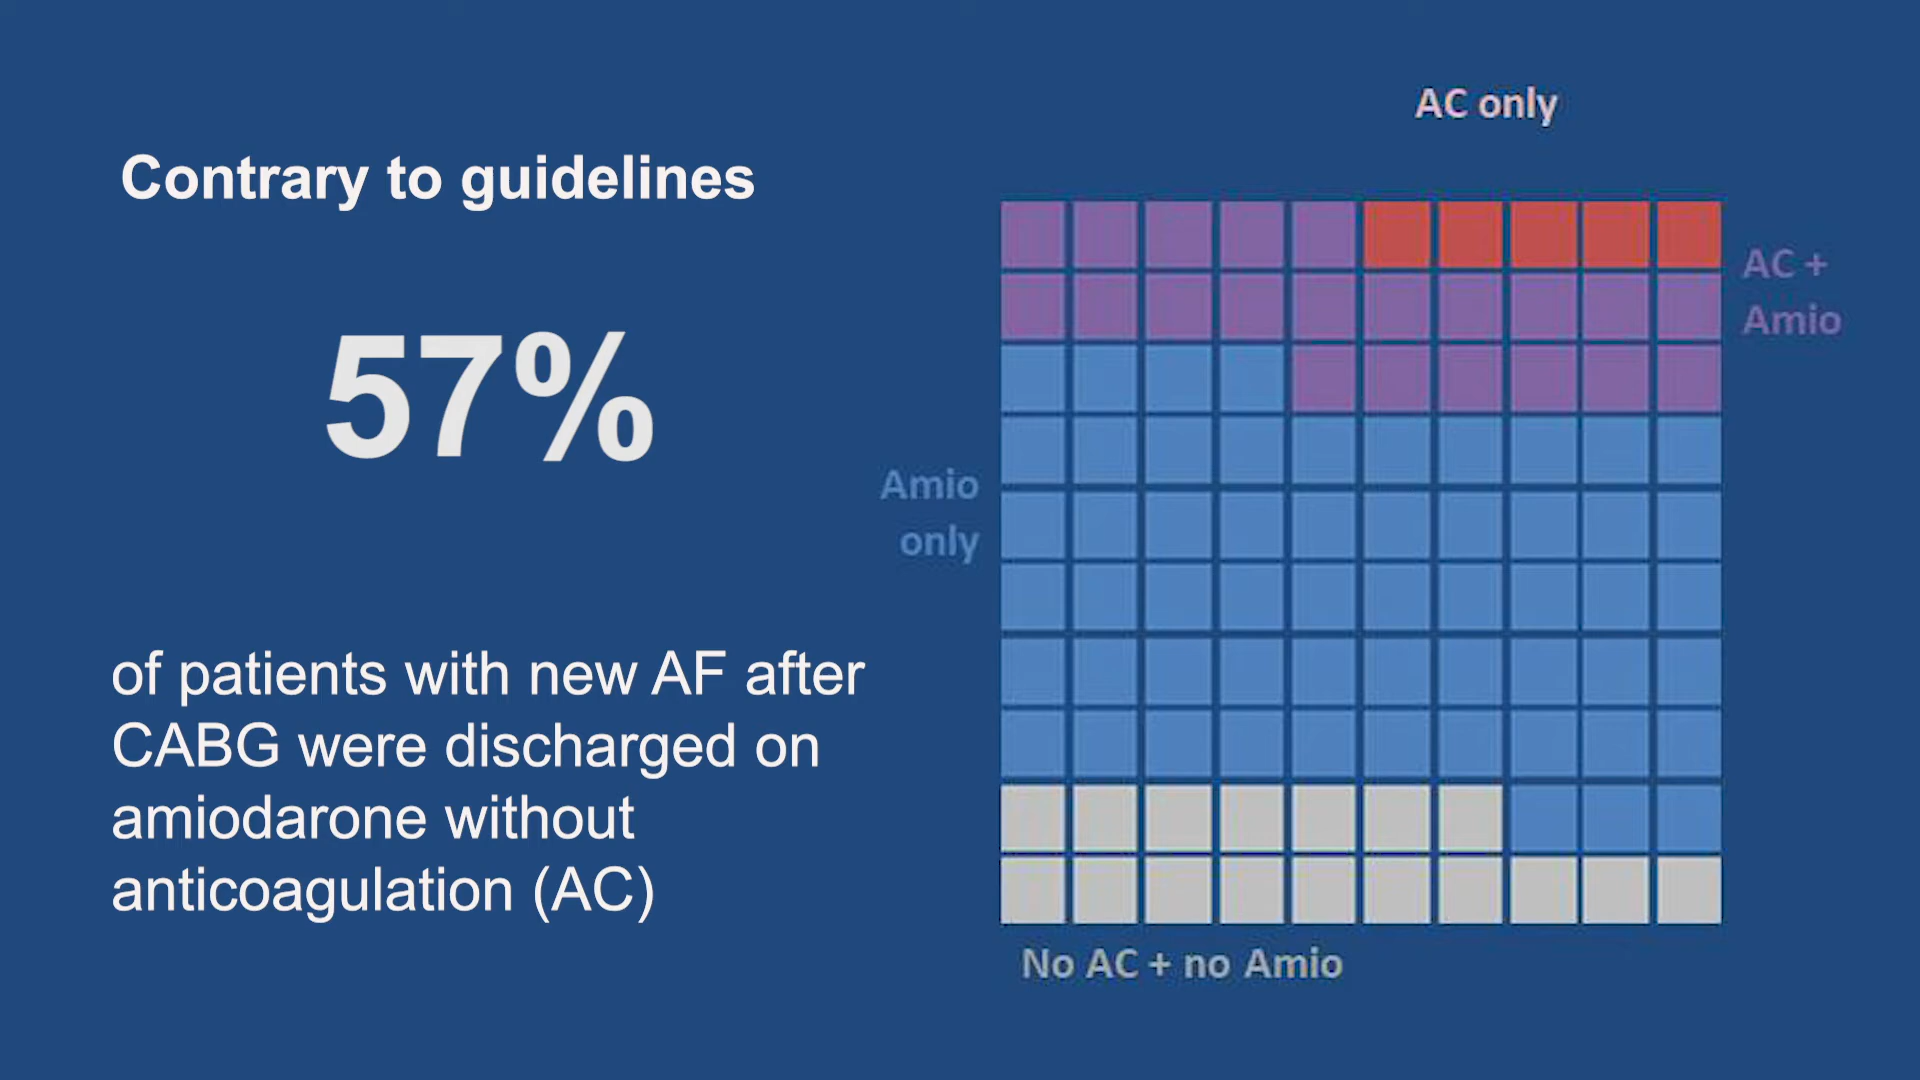 Contrary to guidelines
57%
of patients with new AF after
CABG were discharged on
amiodarone without
anticoagulation (AC)
AC only
AC +
Amio
Amio
only
No AC + no Amio